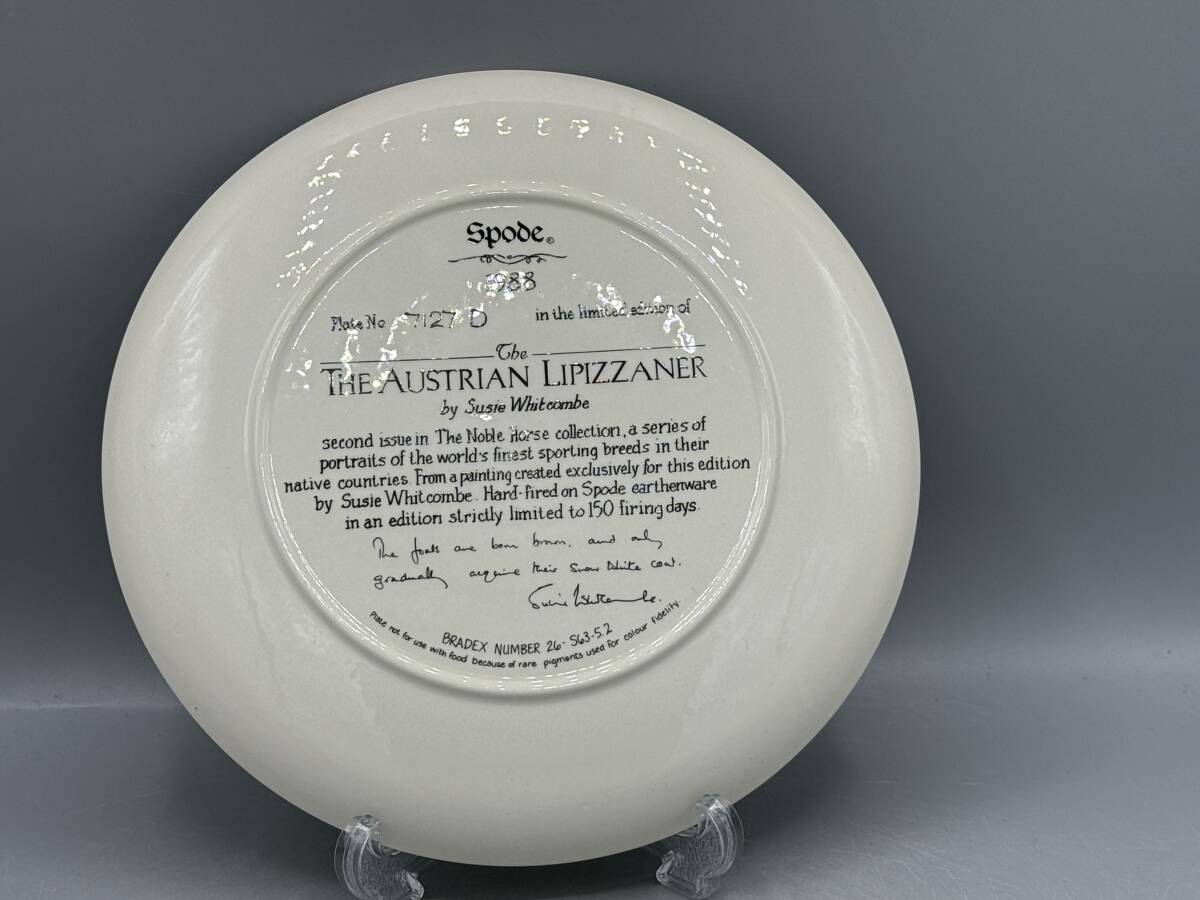 Spode ©
1988
Plate No. 7127 D in the limited edition of
The
THE AUSTRIAN LIPIZZANER
by Susie Whitcombe
second issue in The Noble Horse collection, a series of
portraits of the world's finest sporting breeds in their
native countries. From a painting created exclusively for this edition
by Susie Whitcombe. Hard-fired on Spode earthenware
in an edition strictly limited to 150 firing days.
The foals are born brown, and only
gradually acquire their Snow White coat.
Susie Whitcombe.
BRADEX NUMBER 26-S63-5.2
Plate not for use with food because of rare pigments used for colour fidelity.